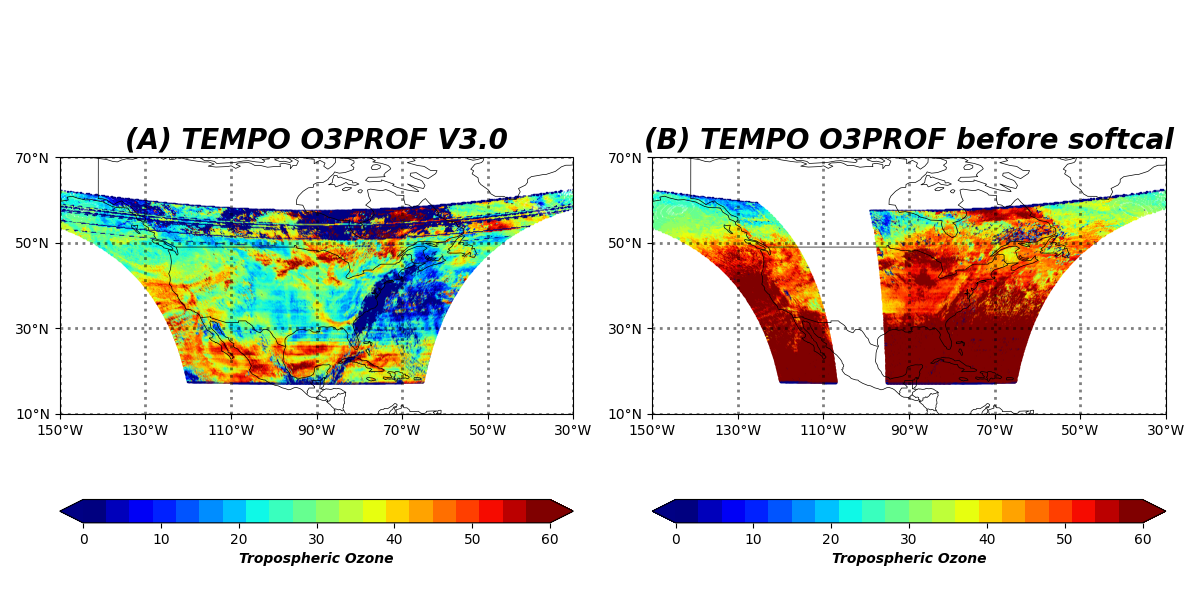 (A) TEMPO O3PROF V3.0
70°N
50°N
30°N
10°N
150°W 130°W 110°W 90°W 70°W 50°W 30°W
0 10 20 30 40 50 60
Tropospheric Ozone
(B) TEMPO O3PROF before softcal
70°N
50°N
30°N
10°N
150°W 130°W 110°W 90°W 70°W 50°W 30°W
0 10 20 30 40 50 60
Tropospheric Ozone